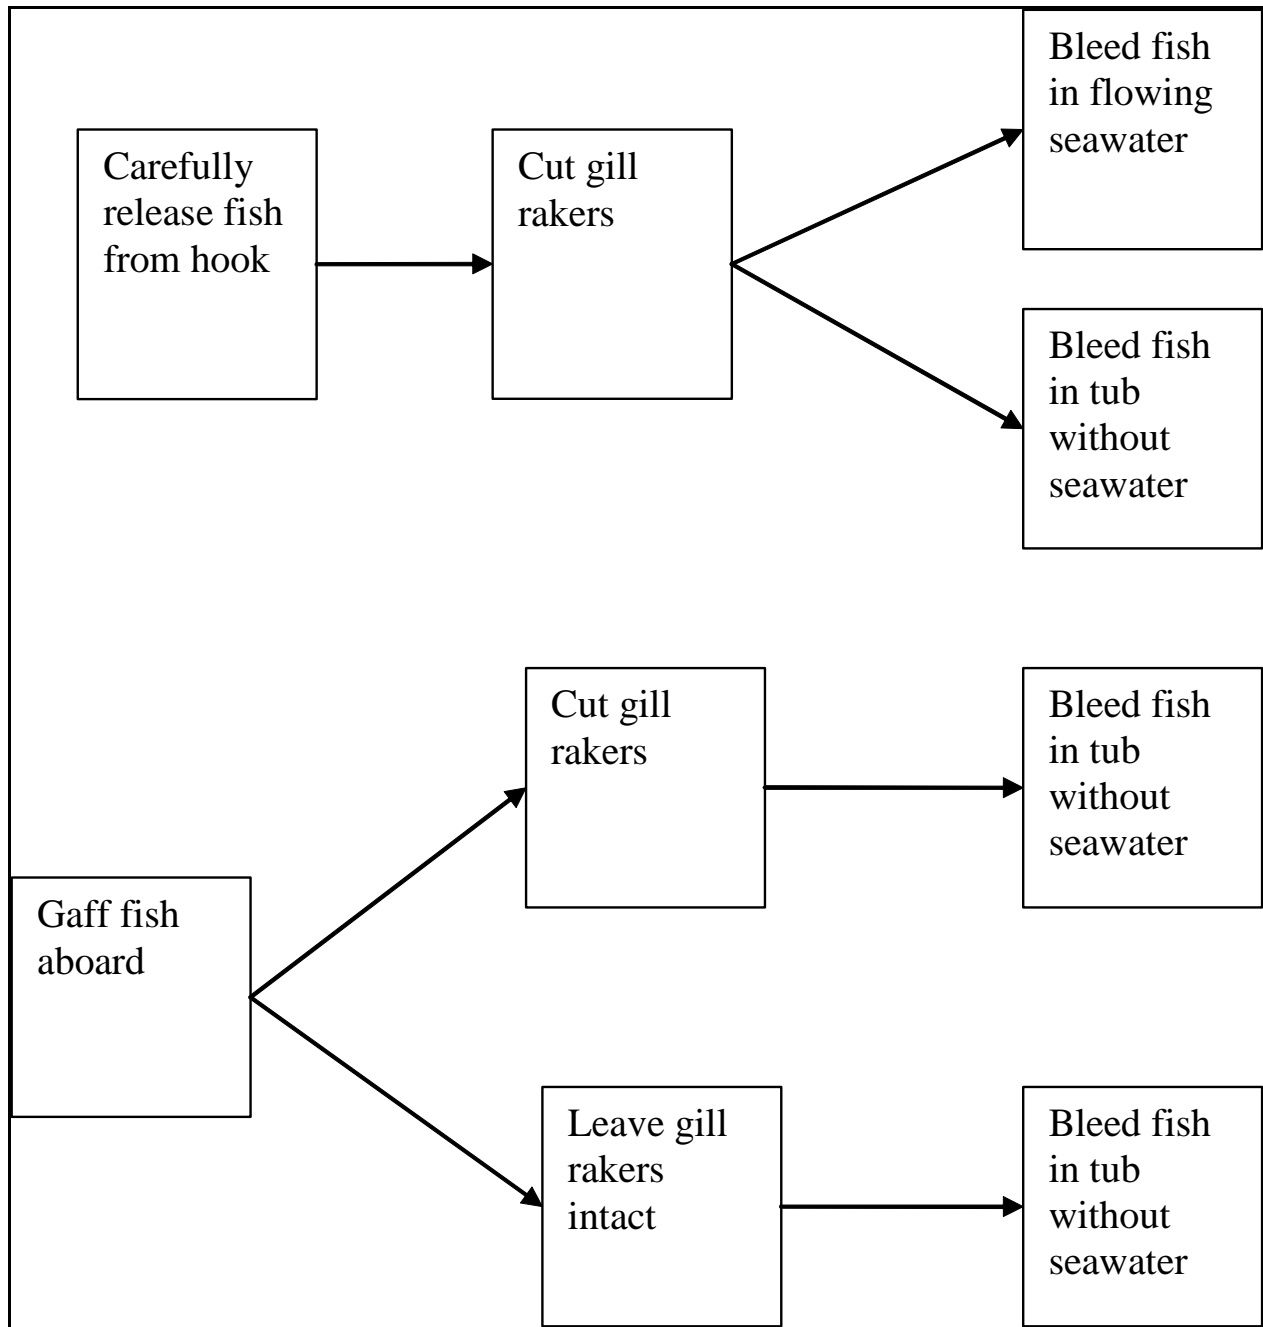 Carefully
release fish
from hook
Cut gill
rakers
Bleed fish
in flowing
seawater
Bleed fish
in tub
without
seawater
Gaff fish
aboard
Cut gill
rakers
Bleed fish
in tub
without
seawater
Leave gill
rakers
intact
Bleed fish
in tub
without
seawater